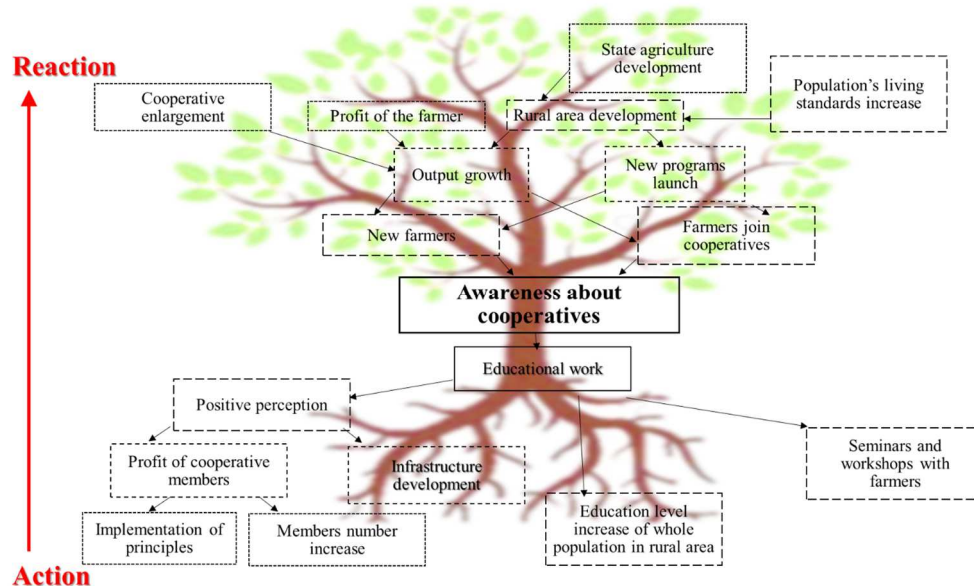 Reaction
State agriculture
development
Population's living
standards increase
Cooperative
enlargement
Profit of the farmer
Rural area development
Output growth
New programs
launch
New farmers
Farmers join
cooperatives
Awareness about
cooperatives
Educational work
Positive perception
Seminars and
workshops with
farmers
Profit of cooperative
members
Infrastructure
development
Implementation of
principles
Members number
increase
Education level
increase of whole
population in rural area
Action